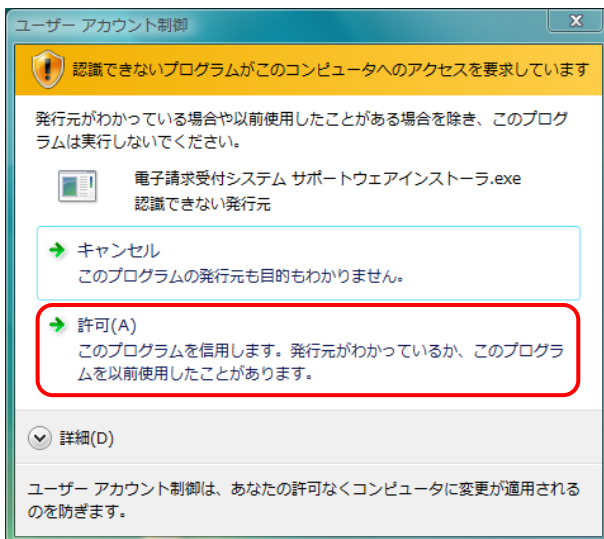 ユーザー アカウント制御
認識できないプログラムがこのコンピュータへのアクセスを要求しています
発行元がわかっている場合や以前使用したことがある場合を除き、このプログ
ラムは実行しないでください。
電子請求受付システム サポートウェアインストーラ.exe
認識できない発行元
キャンセル
このプログラムの発行元も目的もわかりません。
許可(A)
このプログラムを信用します。発行元がわかっているか、このプログラ
ムを以前使用したことがあります。
詳細(D)
ユーザー アカウント制御は、あなたの許可なくコンピュータに変更が適用される
のを防ぎます。